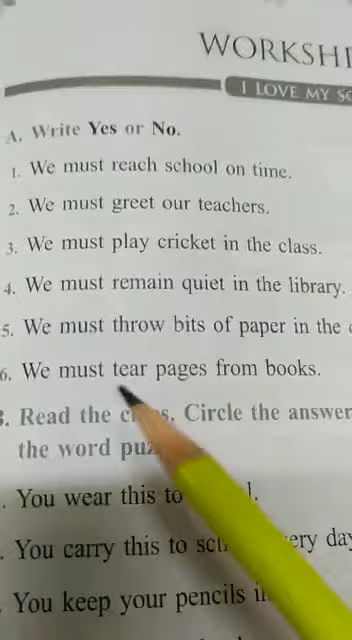 WORKSHE
I LOVE MY SC
A. Write Yes or No.
1. We must reach school on time.
2. We must greet our teachers.
3. We must play cricket in the class.
4. We must remain quiet in the library.
5. We must throw bits of paper in the
6. We must tear pages from books.
Read the Circle the answer
the word
You wear this to
You carry this to day
You keep your pencils